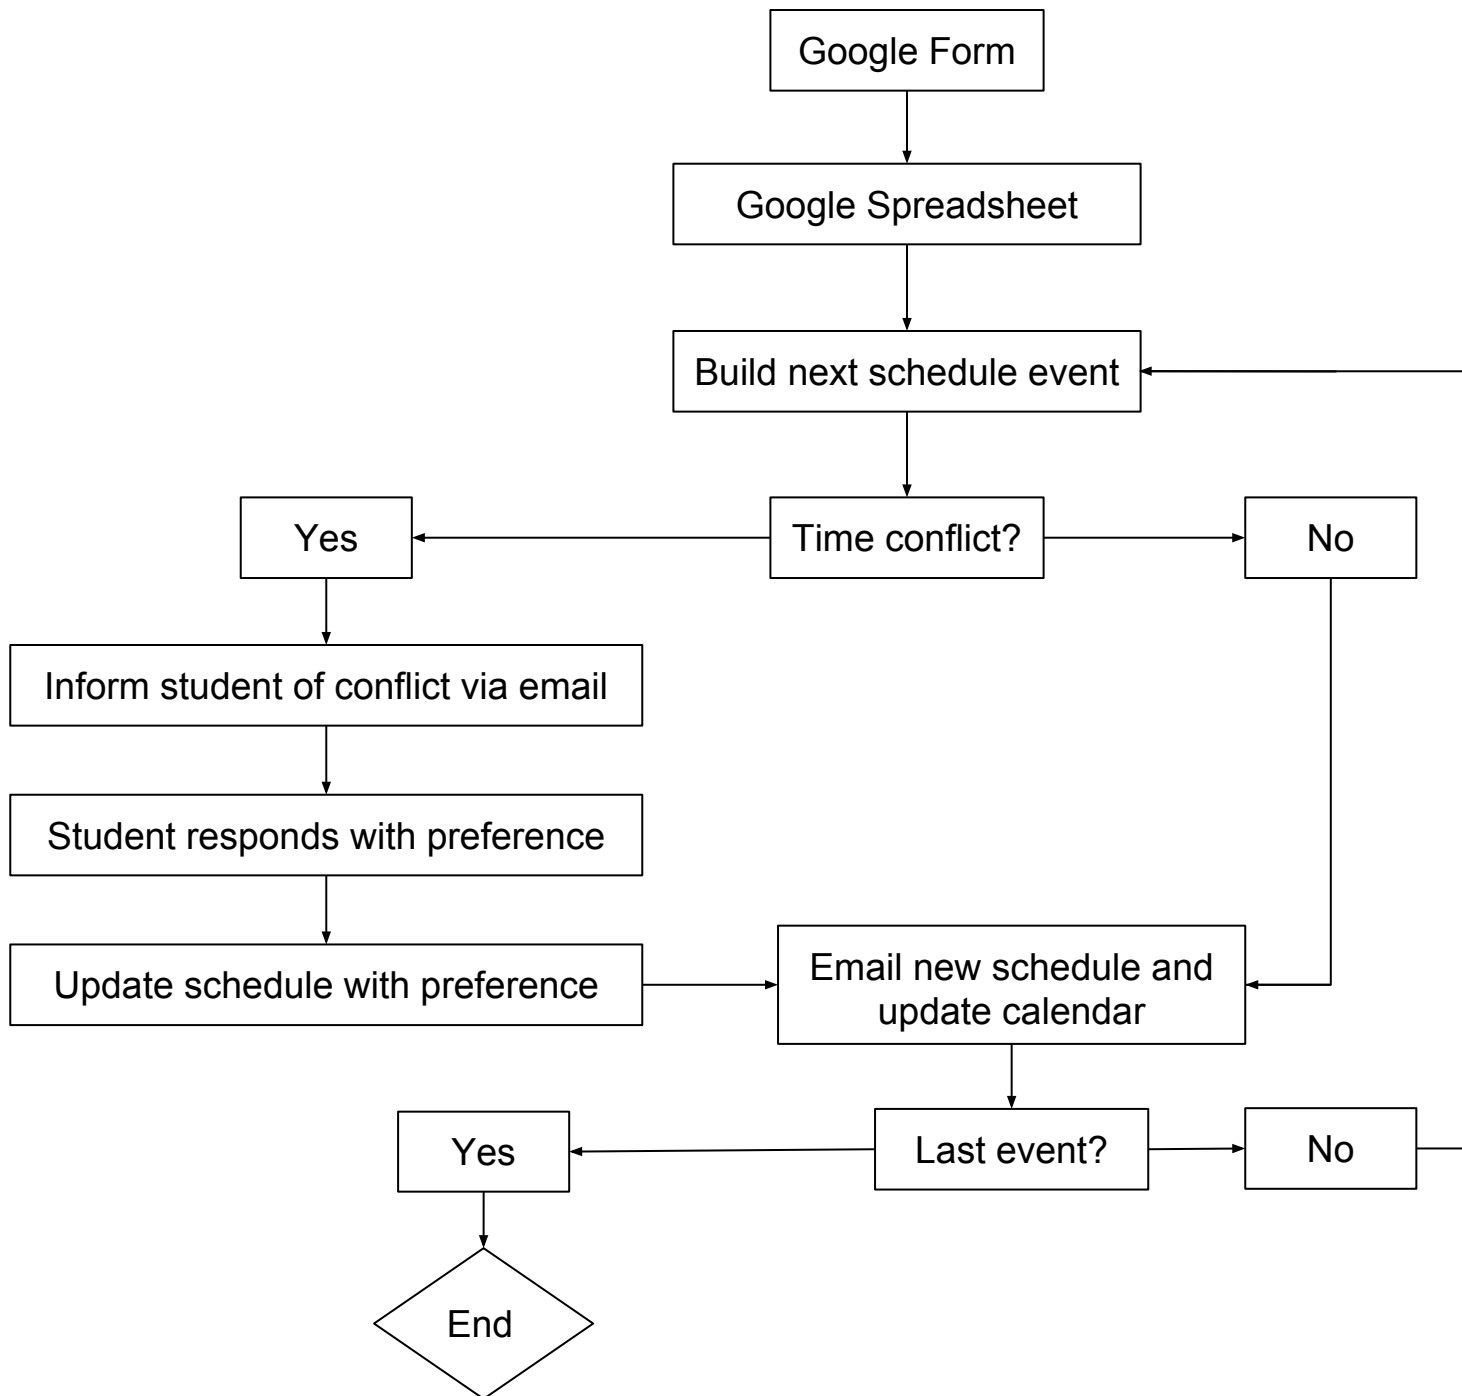 Google Form
Google Spreadsheet
Build next schedule event
Yes
Time conflict?
No
Inform student of conflict via email
Student responds with preference
Update schedule with preference
Email new schedule and
update calendar
Yes
Last event?
No
End